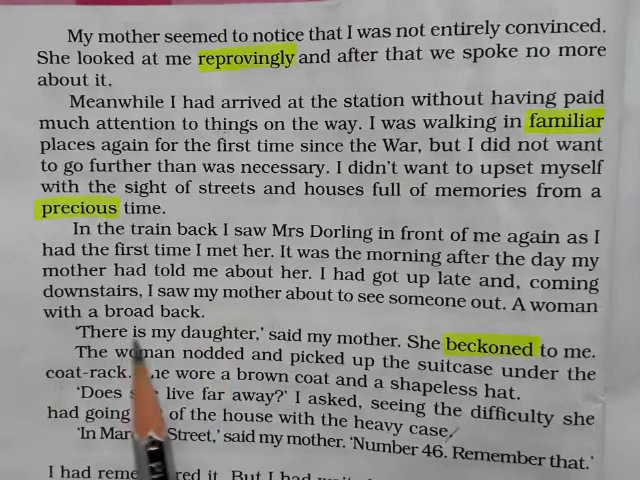 My mother seemed to notice that I was not entirely convinced.
She looked at me reprovingly and after that we spoke no more
about it.
Meanwhile I had arrived at the station without having paid
much attention to things on the way. I was walking in familiar
places again for the first time since the War, but I did not want
to go further than was necessary. I didn't want to upset myself
with the sight of streets and houses full of memories from a
precious time.
In the train back I saw Mrs Dorling in front of me again as I
had the first time I met her. It was the morning after the day my
mother had told me about her. I had got up late and, coming
downstairs, I saw my mother about to see someone out. A woman
with a broad back.
‘There is my daughter,’ said my mother. She beckoned to me.
The woman nodded and picked up the suitcase under the
coat-rack. She wore a brown coat and a shapeless hat.
‘Does she live far away?’ I asked, seeing the difficulty she
had going of the house with the heavy case.
‘In Street,’ said my mother. ‘Number 46. Remember that.’
I had it. But I had